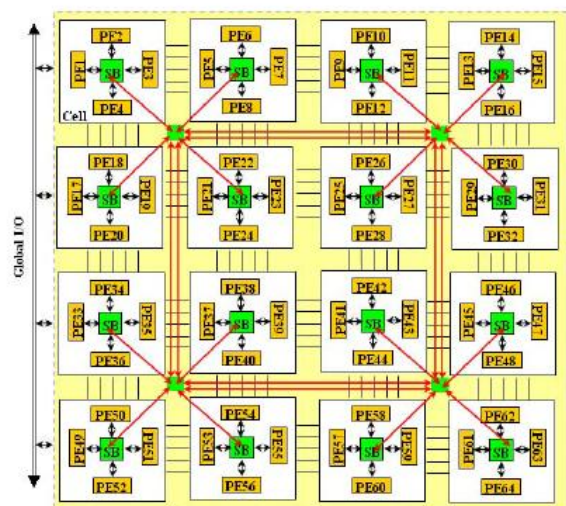 PE2 PE6 PE10 PE14
PE1 SB PE3 PE5 SB PE7 PE9 SB PE11 PE13 SB PE15
PE4 PE8 PE12 PE16
Cell
PE18 PE22 PE26 PE30
PE17 SB PE19 PE21 SB PE23 PE25 SB PE27 PE29 SB PE31
PE20 PE24 PE28 PE32
Global I/O
PE34 PE38 PE42 PE46
PE33 SB PE35 PE37 SB PE39 PE41 SB PE43 PE45 SB PE47
PE36 PE40 PE44 PE48
PE50 PE54 PE58 PE62
PE49 SB PE51 PE53 SB PE55 PE57 SB PE59 PE61 SB PE63
PE52 PE56 PE60 PE64